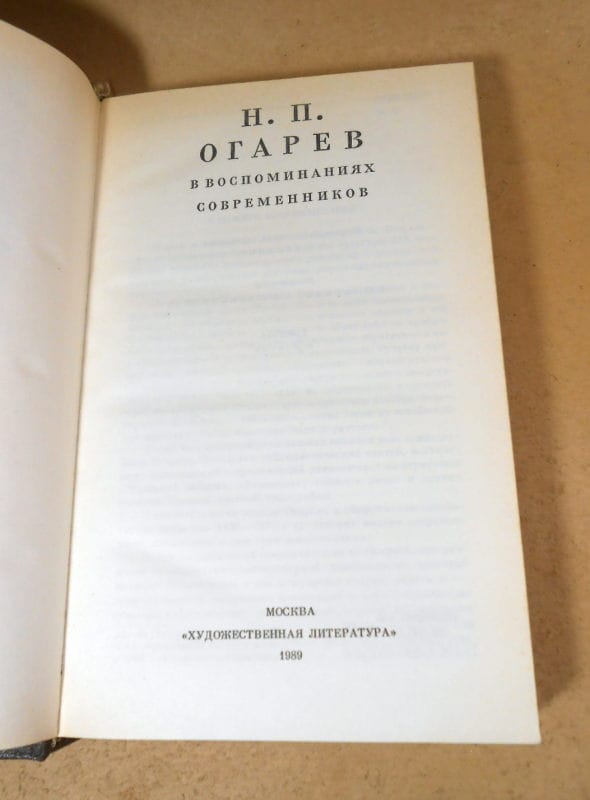 Н. П.
ОГАРЕВ
В ВОСПОМИНАНИЯХ
СОВРЕМЕННИКОВ
МОСКВА
«ХУДОЖЕСТВЕННАЯ ЛИТЕРАТУРА»
1989